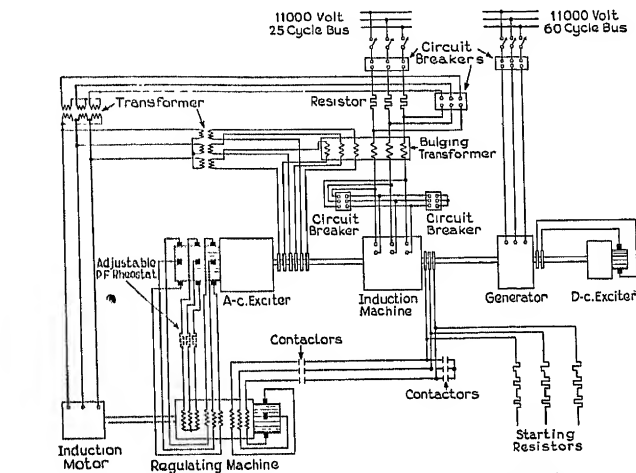 11000 Volt
25 Cycle Bus
11000 Volt
60 Cycle Bus
Circuit
Breakers
Transformer
Resistor
Bulging
Transformer
Circuit
Breaker
Circuit
Breaker
Adjustable
P.F. Rheostat
A-c. Exciter
Induction
Machine
Generator
D-c. Exciter
Contactors
Contactors
Starting
Resistors
Induction
Motor
Regulating Machine